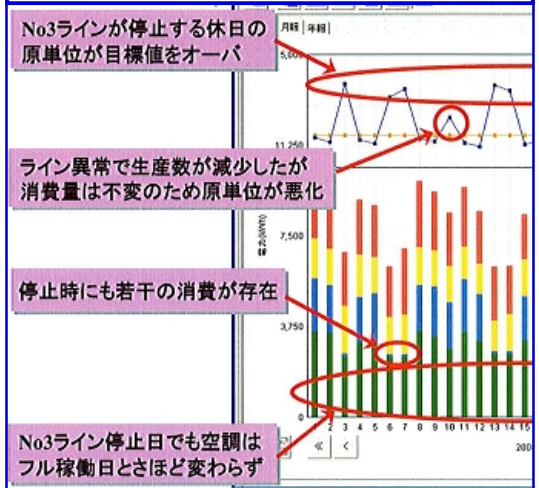 No3ラインが停止する休日の
原単位が目標値をオーバ
月報 年報
5,000
11,250
ライン異常で生産数が減少したが
消費量は不変のため原単位が悪化
電力(kWh)
7,500
停止時にも若干の消費が存在
3,750
0
2 3 4 5 6 7 8 9 10 11 12 13 14 15
No3ライン停止日でも空調は
フル稼働日とさほど変わらず
« <
200